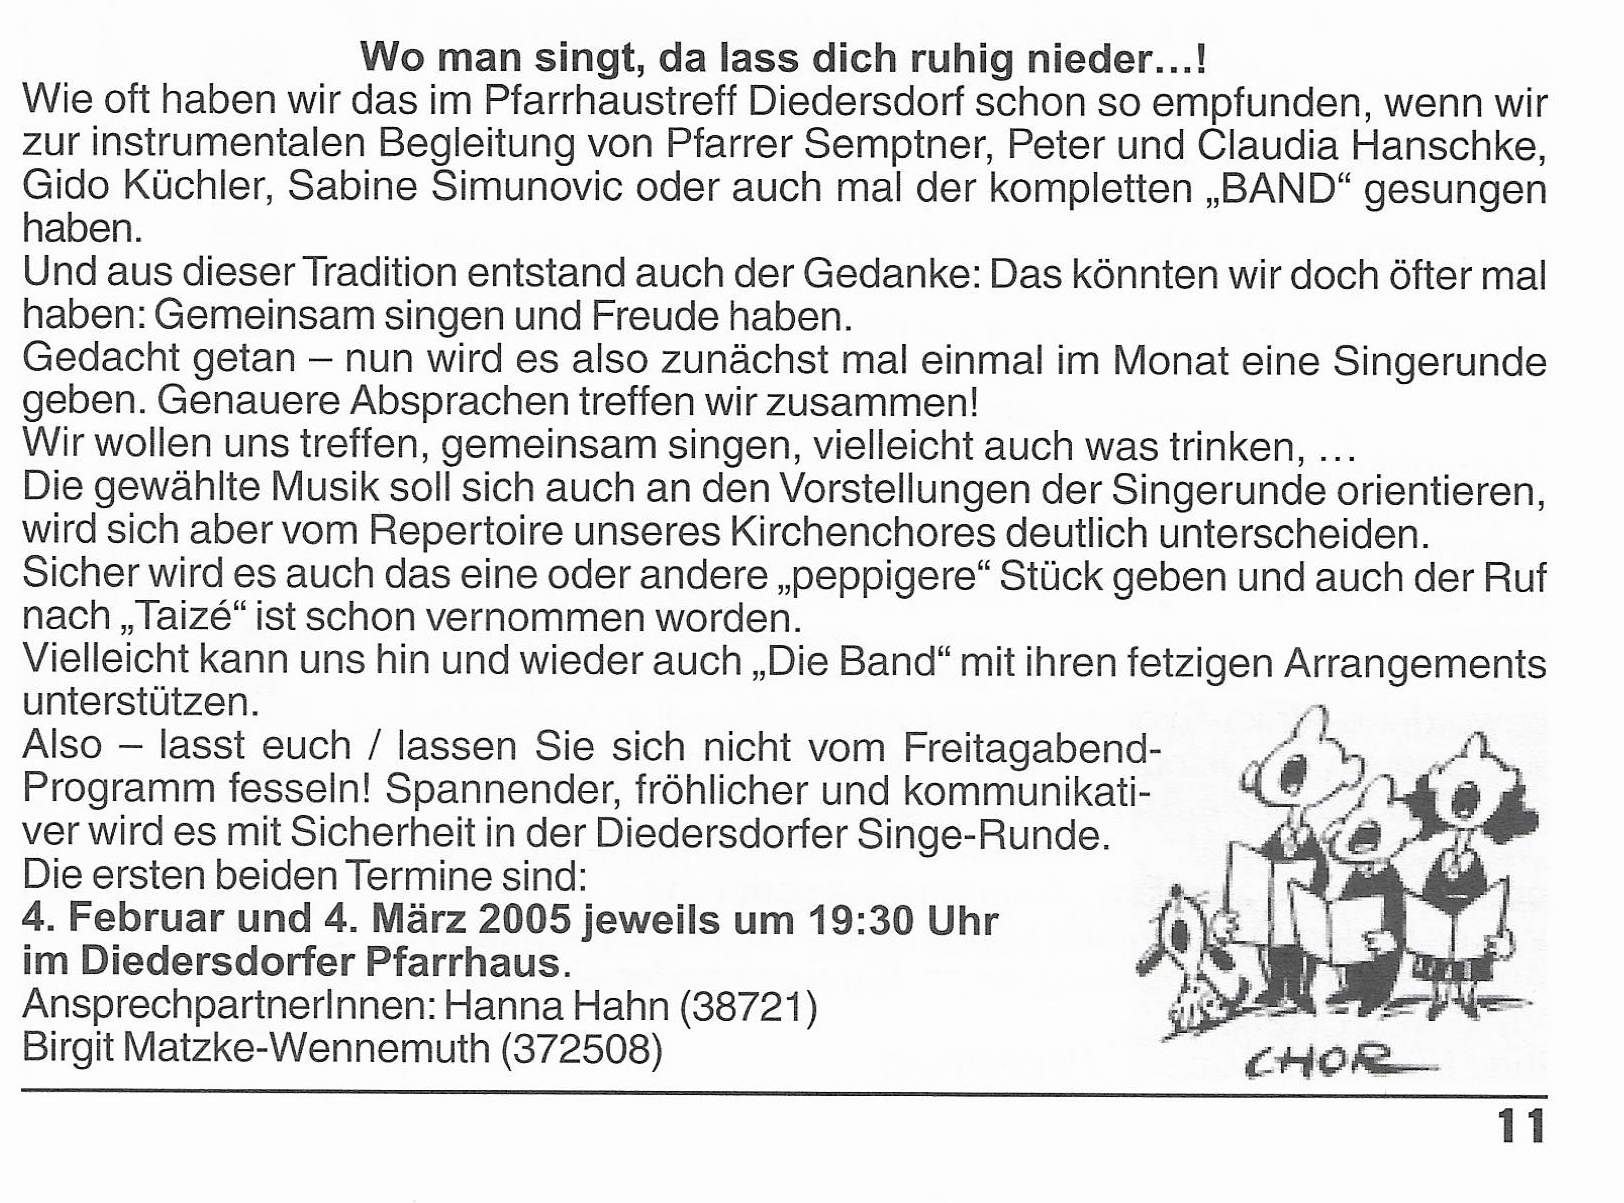 Wo man singt, da lass dich ruhig nieder...!
Wie oft haben wir das im Pfarrhaustreff Diedersdorf schon so empfunden, wenn wir
zur instrumentalen Begleitung von Pfarrer Semptner, Peter und Claudia Hanschke,
Gido Küchler, Sabine Simunovic oder auch mal der kompletten „BAND“ gesungen
haben.
Und aus dieser Tradition entstand auch der Gedanke: Das könnten wir doch öfter mal
haben: Gemeinsam singen und Freude haben.
Gedacht getan – nun wird es also zunächst mal einmal im Monat eine Singerunde
geben. Genauere Absprachen treffen wir zusammen!
Wir wollen uns treffen, gemeinsam singen, vielleicht auch was trinken, …
Die gewählte Musik soll sich auch an den Vorstellungen der Singerunde orientieren,
wird sich aber vom Repertoire unseres Kirchenchores deutlich unterscheiden.
Sicher wird es auch das eine oder andere „peppigere“ Stück geben und auch der Ruf
nach „Taizé“ ist schon vernommen worden.
Vielleicht kann uns hin und wieder auch „Die Band“ mit ihren fetzigen Arrangements
unterstützen.
Also – lasst euch / lassen Sie sich nicht vom Freitagabend-
Programm fesseln! Spannender, fröhlicher und kommunikati-
ver wird es mit Sicherheit in der Diedersdorfer Singe-Runde.
Die ersten beiden Termine sind:
4. Februar und 4. März 2005 jeweils um 19:30 Uhr
im Diedersdorfer Pfarrhaus.
AnsprechpartnerInnen: Hanna Hahn (38721)
Birgit Matzke-Wennemuth (372508)
CHOR
11